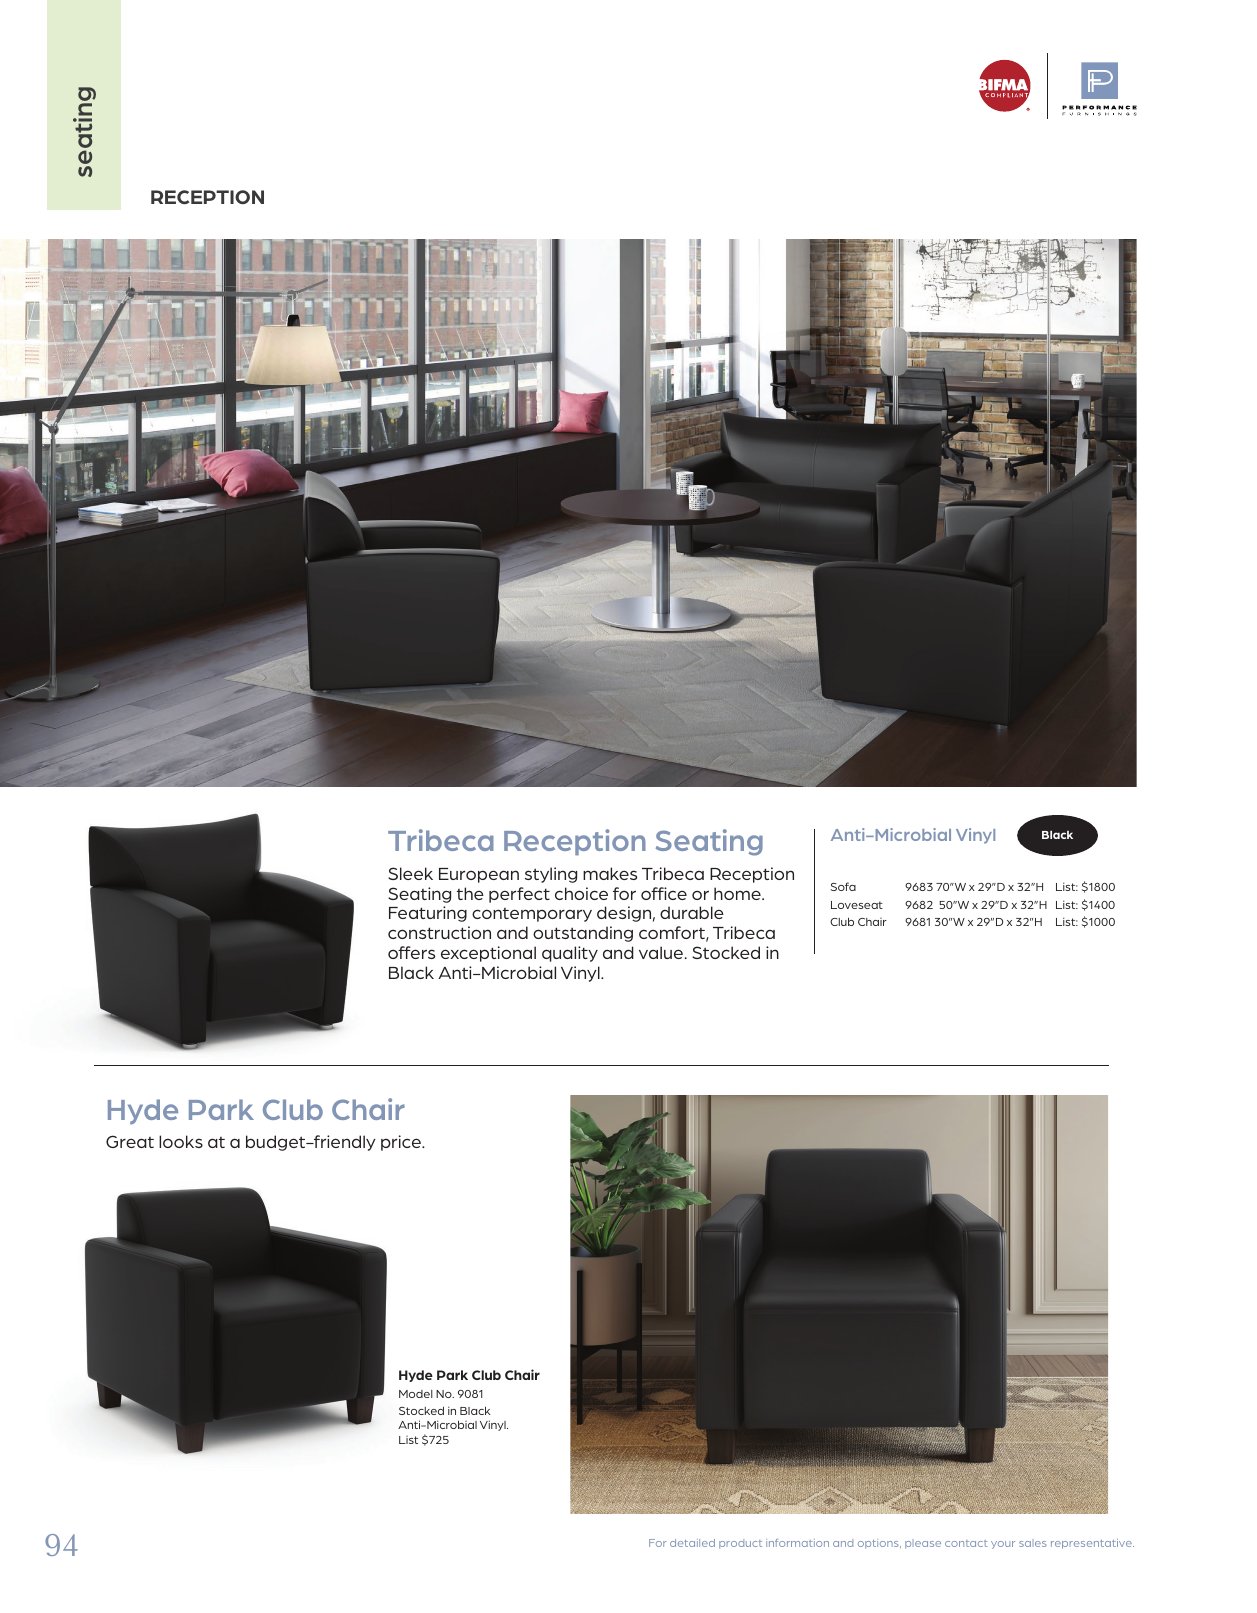 seating
BIFMA
COMPLIANT
PERFORMANCE
FURNISHINGS
RECEPTION
Tribeca Reception Seating
Sleek European styling makes Tribeca Reception
Seating the perfect choice for office or home.
Featuring contemporary design, durable
construction and outstanding comfort, Tribeca
offers exceptional quality and value. Stocked in
Black Anti-Microbial Vinyl.
Anti-Microbial Vinyl Black
Sofa 9683 70"W x 29"D x 32"H List: $1800
Loveseat 9682 50"W x 29"D x 32"H List: $1400
Club Chair 9681 30"W x 29"D x 32"H List: $1000
Hyde Park Club Chair
Great looks at a budget-friendly price.
Hyde Park Club Chair
Model No. 9081
Stocked in Black
Anti-Microbial Vinyl.
List $725
94
For detailed product information and options, please contact your sales representative.